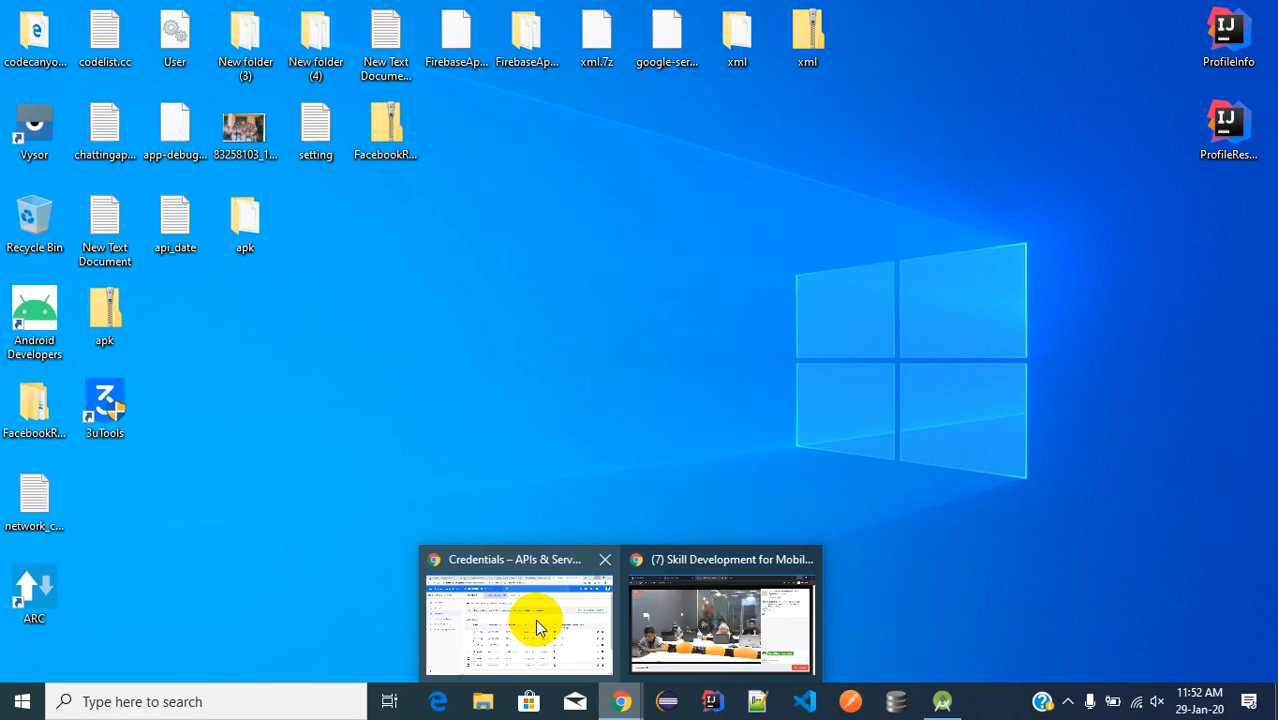 codecanyo...
codelist.cc
User
New folder
(3)
New folder
(4)
New Text
Docume...
FirebaseAp...
FirebaseAp...
xml.7z
google-ser...
xml
xml
ProfileInfo
Vysor
chattingap...
app-debug...
83258103_1...
setting
FacebookR...
ProfileRes...
Recycle Bin
New Text
Document
api_date
apk
Android
Developers
apk
FacebookR...
3uTools
network_c...
ARC
Credentials – APIs & Serv...
(7) Skill Development for Mobil...
Type here to search
11:52 AM
29-Jan-20